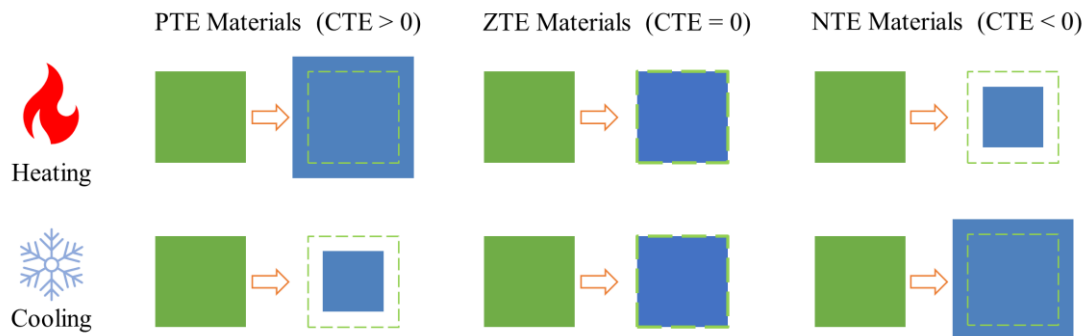 PTE Materials (CTE > 0)
ZTE Materials (CTE = 0)
NTE Materials (CTE < 0)
Heating
Cooling